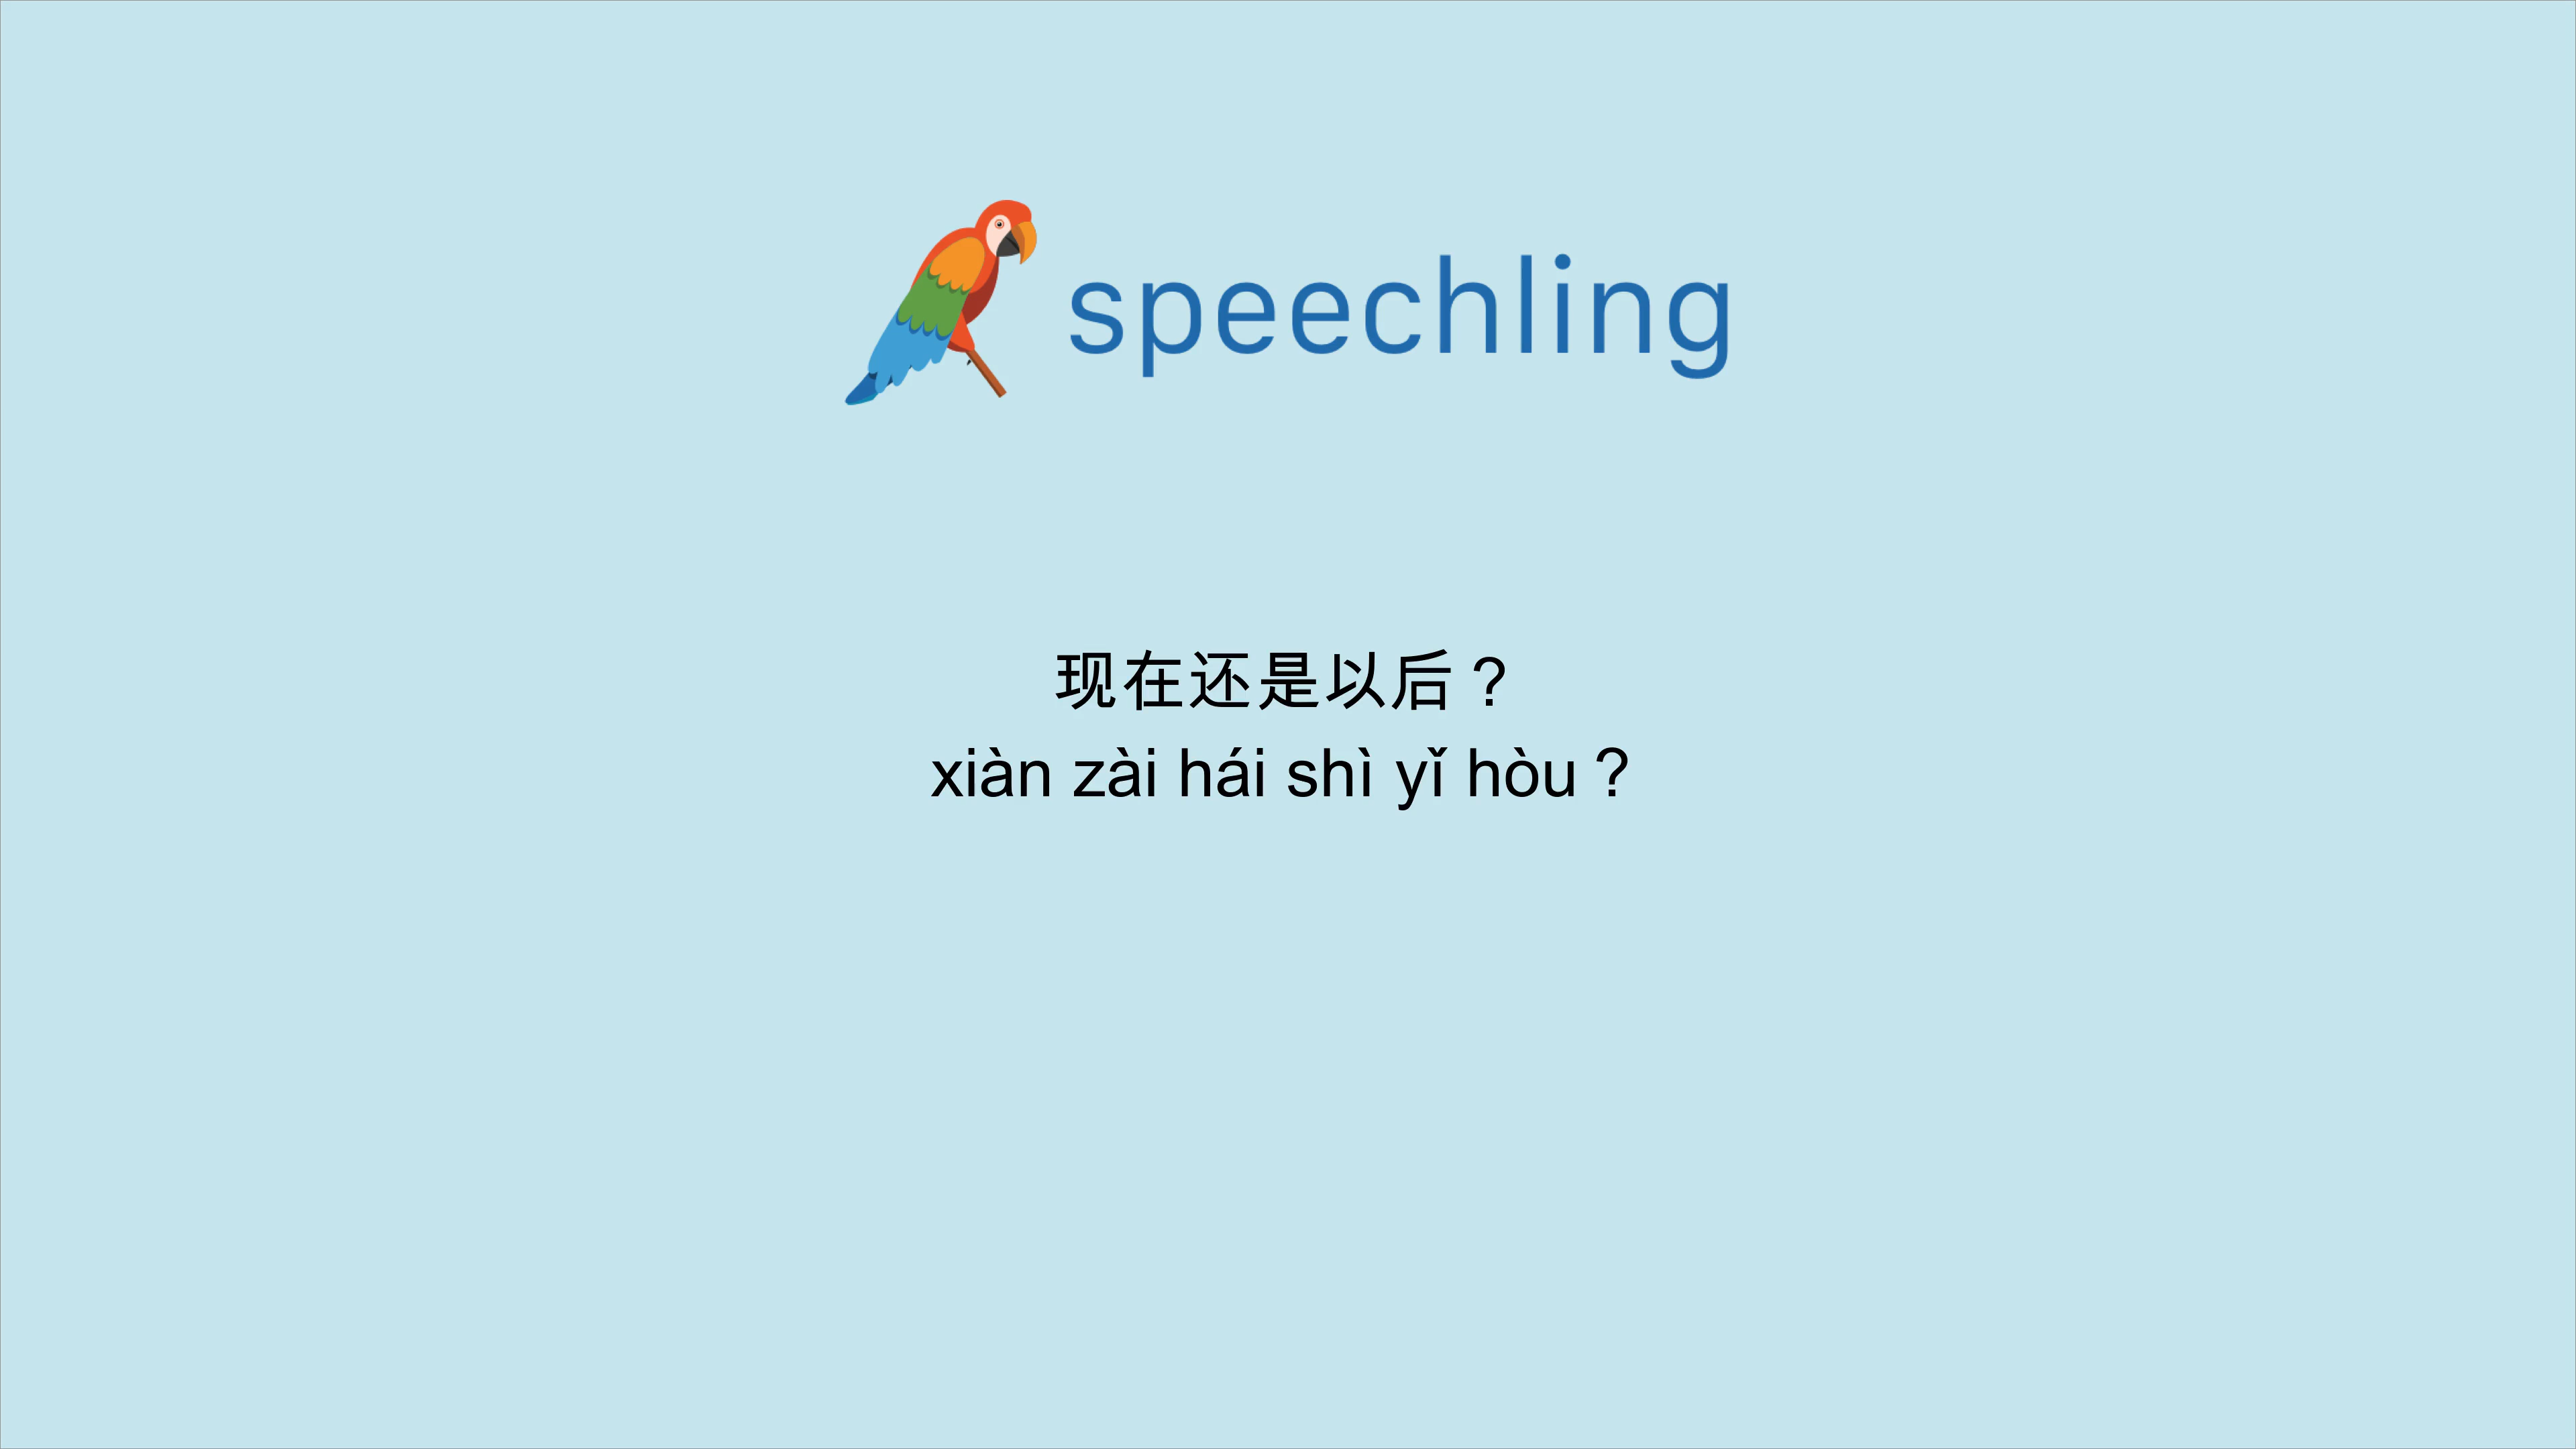 speechling
现在还是以后？
xiàn zài hái shì yǐ hòu？